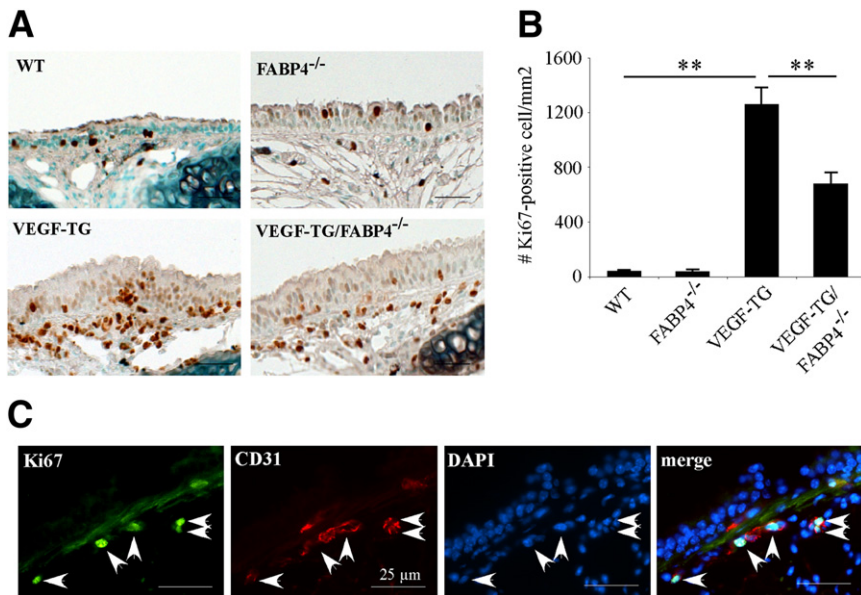 A
WT
FABP4-/-
VEGF-TG
VEGF-TG/FABP4-/-
B
# Ki67-positive cell/mm2
1600
1200
800
400
0
**
**
WT
FABP4-/-
VEGF-TG
VEGF-TG/
FABP4-/-
C
Ki67
CD31
DAPI
merge
25 µm